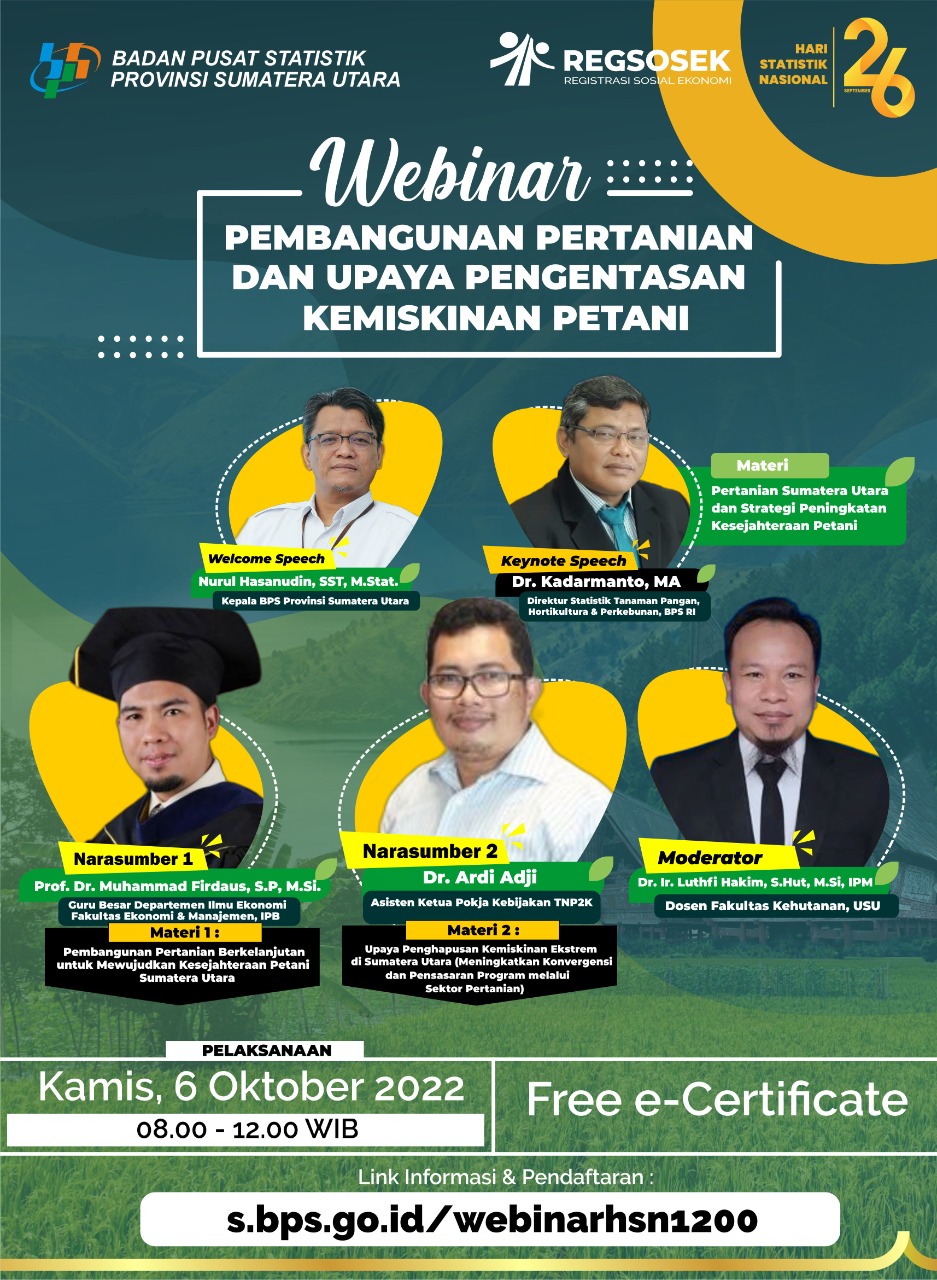 BADAN PUSAT STATISTIK
PROVINSI SUMATERA UTARA
REGSOSEK
REGISTRASI SOSIAL EKONOMI
HARI
STATISTIK
NASIONAL
26
SEPTEMBER
Webinar
PEMBANGUNAN PERTANIAN
DAN UPAYA PENGENTASAN
KEMISKINAN PETANI
Welcome Speech
Nurul Hasanudin, SST, M.Stat.
Kepala BPS Provinsi Sumatera Utara
Keynote Speech
Dr. Kadarmanto, MA
Direktur Statistik Tanaman Pangan,
Hortikultura & Perkebunan, BPS RI
Materi
Pertanian Sumatera Utara
dan Strategi Peningkatan
Kesejahteraan Petani
Narasumber 1
Prof. Dr. Muhammad Firdaus, S.P, M.Si.
Guru Besar Departemen Ilmu Ekonomi
Fakultas Ekonomi & Manajemen, IPB
Materi 1 :
Pembangunan Pertanian Berkelanjutan
untuk Mewujudkan Kesejahteraan Petani
Sumatera Utara
Narasumber 2
Dr. Ardi Adji
Asisten Ketua Pokja Kebijakan TNP2K
Materi 2 :
Upaya Penghapusan Kemiskinan Ekstrem
di Sumatera Utara (Meningkatkan Konvergensi
dan Pensasaran Program melalui
Sektor Pertanian)
Moderator
Dr. Ir. Luthfi Hakim, S.Hut, M.Si, IPM
Dosen Fakultas Kehutanan, USU
PELAKSANAAN
Kamis, 6 Oktober 2022
08.00 - 12.00 WIB
Free e-Certificate
Link Informasi & Pendaftaran :
s.bps.go.id/webinarhsn1200